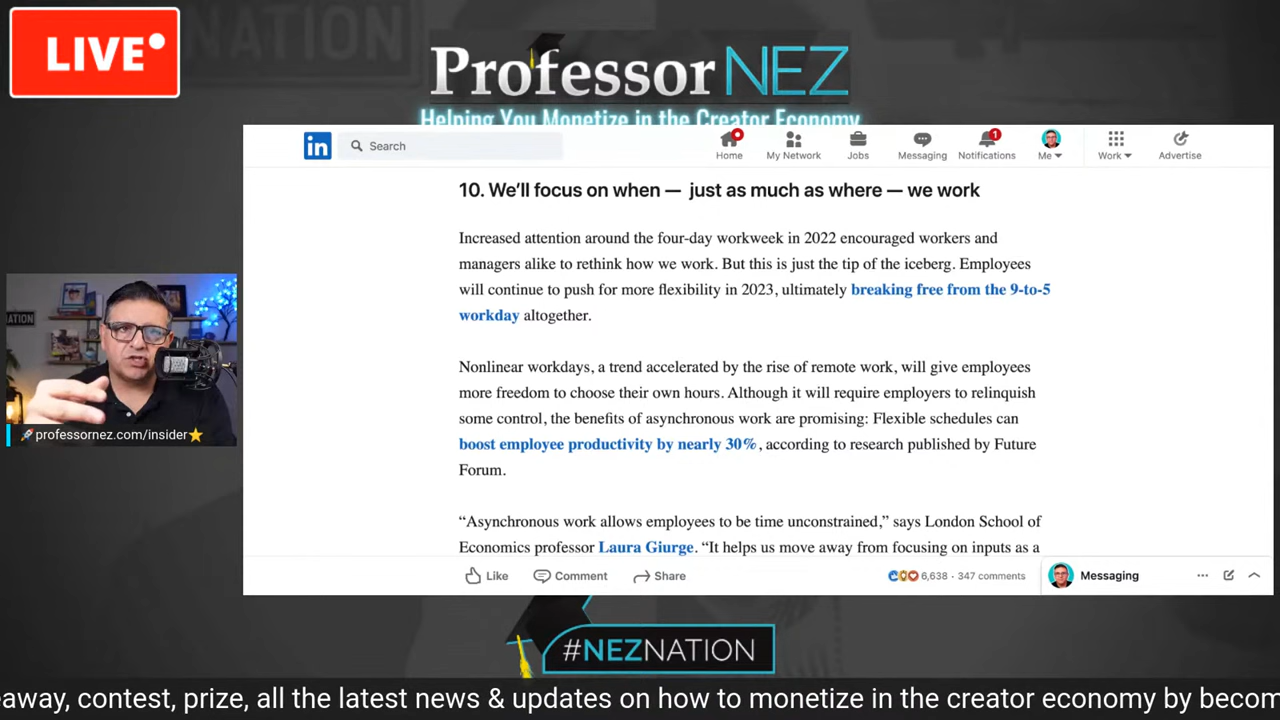 LIVE
NATION
Professor NEZ
Helping You Monetize in the Creator Economy
in
Search
Home
My Network
Jobs
Messaging
1
Notifications
Me
Work
Advertise
10. We’ll focus on when — just as much as where — we work
Increased attention around the four-day workweek in 2022 encouraged workers and
managers alike to rethink how we work. But this is just the tip of the iceberg. Employees
will continue to push for more flexibility in 2023, ultimately breaking free from the 9-to-5
workday altogether.
Nonlinear workdays, a trend accelerated by the rise of remote work, will give employees
more freedom to choose their own hours. Although it will require employers to relinquish
some control, the benefits of asynchronous work are promising: Flexible schedules can
boost employee productivity by nearly 30%, according to research published by Future
Forum.
“Asynchronous work allows employees to be time unconstrained,” says London School of
Economics professor Laura Giurge. “It helps us move away from focusing on inputs as a
Like
Comment
Share
6,638 · 347 comments
Messaging
NATION
🚀professornez.com/insider⭐
#NEZNATION
eaway, contest, prize, all the latest news & updates on how to monetize in the creator economy by becom